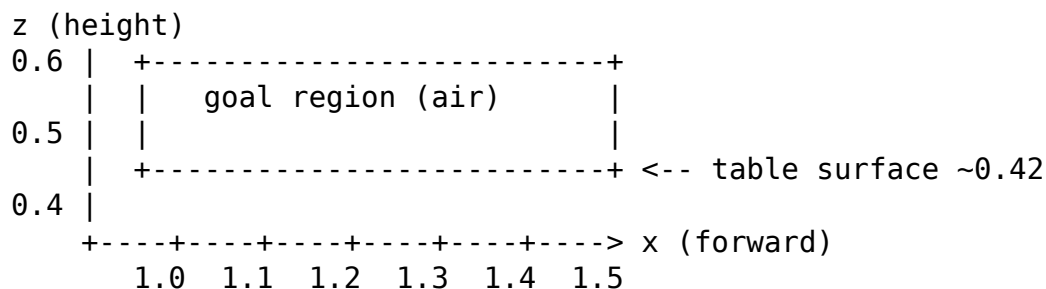 z (height)
0.6 |  +--------------------------+
    |  |   goal region (air)      |
0.5 |  |                          |
    |  +--------------------------+ <-- table surface ~0.42
0.4 |
    +----+----+----+----+----+----> x (forward)
       1.0  1.1  1.2  1.3  1.4  1.5